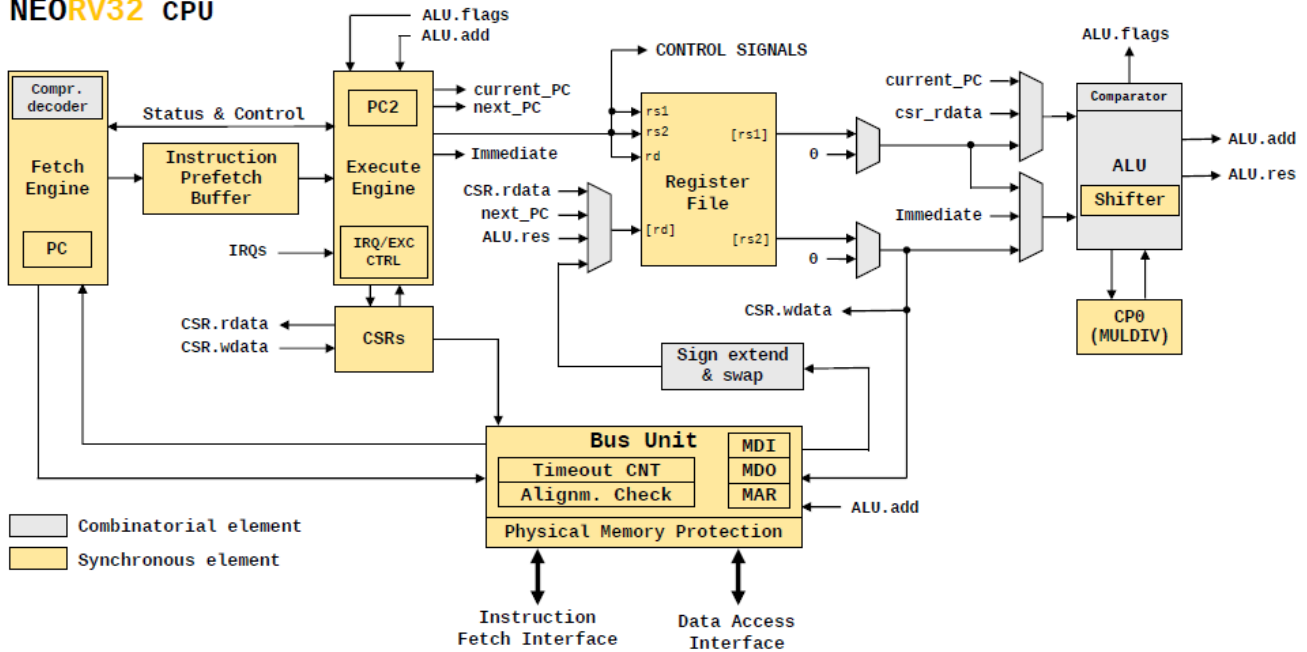 NEORV32 CPU
ALU.flags
ALU.add
CONTROL SIGNALS
ALU.flags
Compr.
decoder
Status & Control
Fetch
Engine
PC
Instruction
Prefetch
Buffer
PC2
Execute
Engine
IRQs
IRQ/EXC
CTRL
current_PC
next_PC
Immediate
rs1
rs2
rd
[rd]
[rs1]
[rs2]
Register
File
CSR.rdata
next_PC
ALU.res
0
0
current_PC
csr_rdata
Immediate
Comparator
ALU
Shifter
ALU.add
ALU.res
CP0
(MULDIV)
CSR.rdata
CSR.wdata
CSRs
CSR.wdata
Sign extend
& swap
Bus Unit
Timeout CNT
Alignm. Check
MDI
MDO
MAR
ALU.add
Physical Memory Protection
Combinatorial element
Synchronous element
Instruction
Fetch Interface
Data Access
Interface